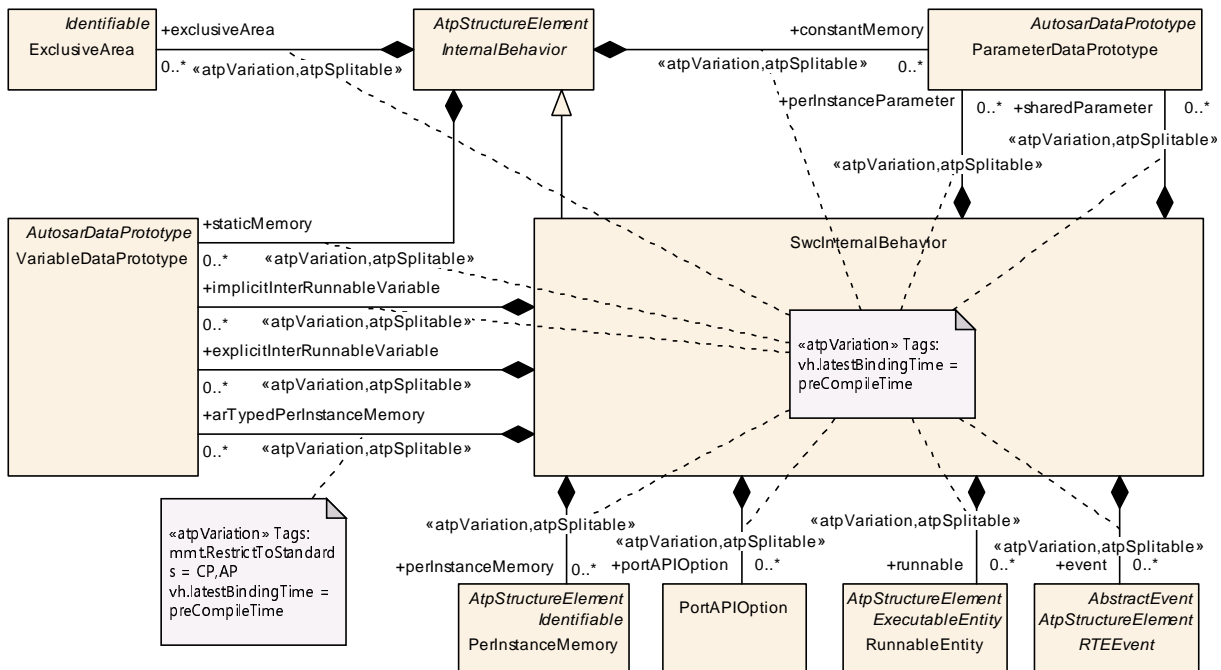 Identifiable
ExclusiveArea
+exclusiveArea
0..*
«atpVariation,atpSplitable»
AtpStructureElement
InternalBehavior
+constantMemory
«atpVariation,atpSplitable»
0..*
AutosarDataPrototype
ParameterDataPrototype
+perInstanceParameter
0..*
+sharedParameter
0..*
«atpVariation,atpSplitable»
«atpVariation,atpSplitable»
AutosarDataPrototype
VariableDataPrototype
+staticMemory
0..*
«atpVariation,atpSplitable»
+implicitInterRunnableVariable
0..*
«atpVariation,atpSplitable»
+explicitInterRunnableVariable
0..*
«atpVariation,atpSplitable»
+arTypedPerInstanceMemory
0..*
«atpVariation,atpSplitable»
SwcInternalBehavior
«atpVariation» Tags:
vh.latestBindingTime =
preCompileTime
«atpVariation» Tags:
mmt.RestrictToStandard
s = CP,AP
vh.latestBindingTime =
preCompileTime
«atpVariation,atpSplitable»
+perInstanceMemory
0..*
«atpVariation,atpSplitable»
+portAPIOption
0..*
«atpVariation,atpSplitable»
+runnable
0..*
«atpVariation,atpSplitable»
+event
0..*
AtpStructureElement
Identifiable
PerInstanceMemory
PortAPIOption
AtpStructureElement
ExecutableEntity
RunnableEntity
AbstractEvent
AtpStructureElement
RTEEvent